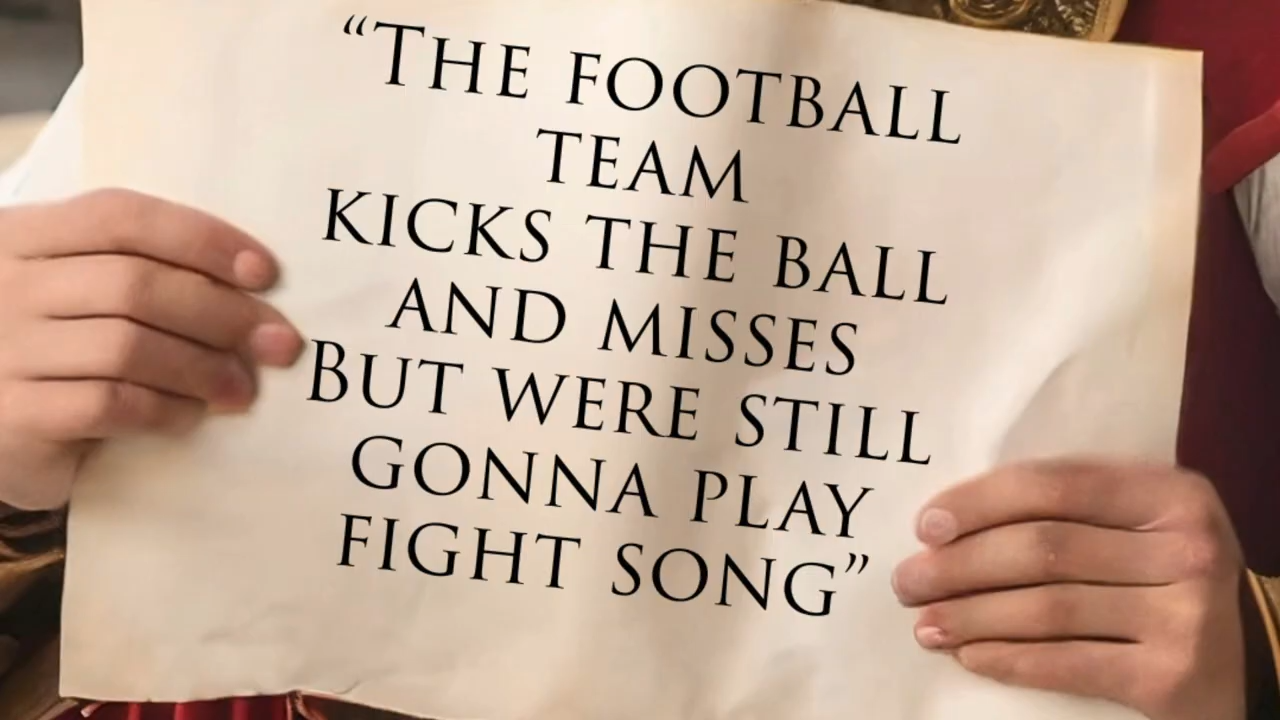 “THE FOOTBALL
TEAM
KICKS THE BALL
AND MISSES
BUT WERE STILL
GONNA PLAY
FIGHT SONG”